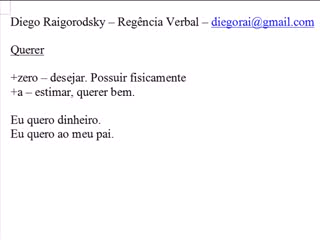 Diego Raigorodsky – Regência Verbal – diegorai@gmail.com
Querer
+zero – desejar. Possuir fisicamente
+a – estimar, querer bem.
Eu quero dinheiro.
Eu quero ao meu pai.